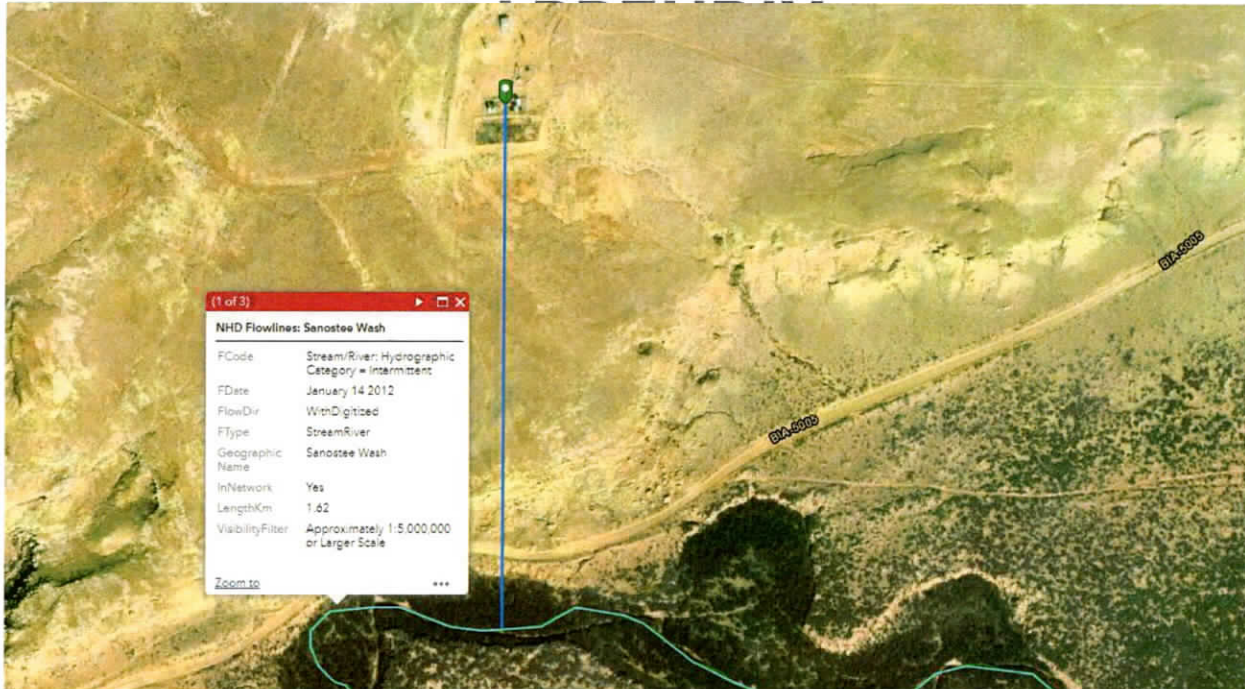 (1 of 3)
NHD Flowlines: Sanostee Wash
FCode Stream/River: Hydrographic
Category = Intermittent
FDate January 14 2012
FlowDir WithDigitized
FType StreamRiver
Geographic Sanostee Wash
Name
InNetwork Yes
LengthKm 1.62
VisibilityFilter Approximately 1:5,000,000
or Larger Scale
Zoom to
BIA-5005
BIA-5005